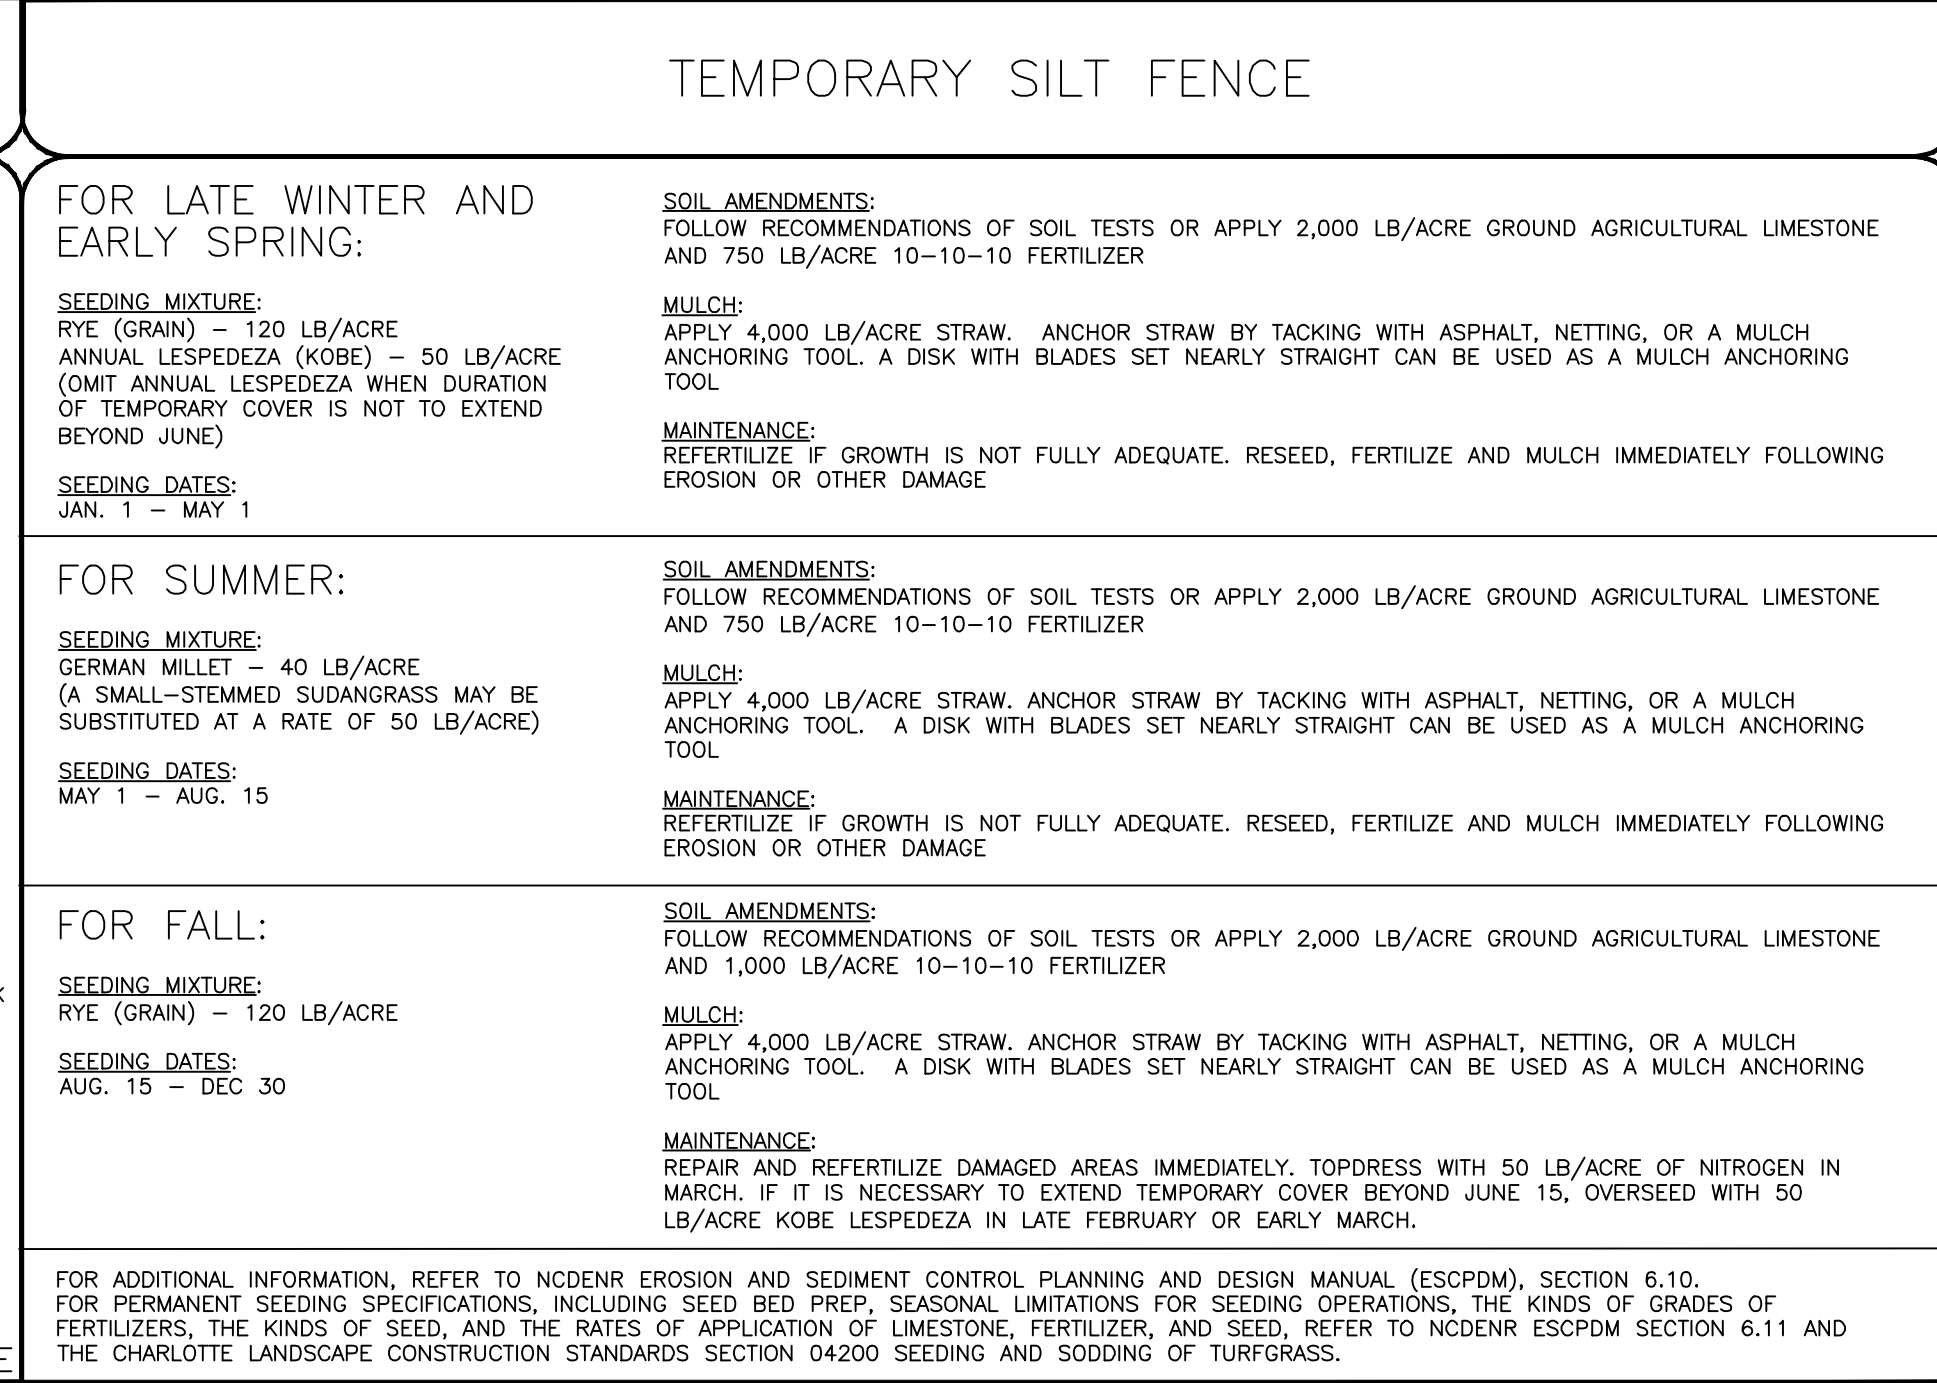 TEMPORARY SILT FENCE
FOR LATE WINTER AND
EARLY SPRING:
SEEDING MIXTURE:
RYE (GRAIN) – 120 LB/ACRE
ANNUAL LESPEDEZA (KOBE) – 50 LB/ACRE
(OMIT ANNUAL LESPEDEZA WHEN DURATION
OF TEMPORARY COVER IS NOT TO EXTEND
BEYOND JUNE)
SEEDING DATES:
JAN. 1 – MAY 1
SOIL AMENDMENTS:
FOLLOW RECOMMENDATIONS OF SOIL TESTS OR APPLY 2,000 LB/ACRE GROUND AGRICULTURAL LIMESTONE
AND 750 LB/ACRE 10–10–10 FERTILIZER
MULCH:
APPLY 4,000 LB/ACRE STRAW. ANCHOR STRAW BY TACKING WITH ASPHALT, NETTING, OR A MULCH
ANCHORING TOOL. A DISK WITH BLADES SET NEARLY STRAIGHT CAN BE USED AS A MULCH ANCHORING
TOOL
MAINTENANCE:
REFERTILIZE IF GROWTH IS NOT FULLY ADEQUATE. RESEED, FERTILIZE AND MULCH IMMEDIATELY FOLLOWING
EROSION OR OTHER DAMAGE
FOR SUMMER:
SEEDING MIXTURE:
GERMAN MILLET – 40 LB/ACRE
(A SMALL–STEMMED SUDANGRASS MAY BE
SUBSTITUTED AT A RATE OF 50 LB/ACRE)
SEEDING DATES:
MAY 1 – AUG. 15
SOIL AMENDMENTS:
FOLLOW RECOMMENDATIONS OF SOIL TESTS OR APPLY 2,000 LB/ACRE GROUND AGRICULTURAL LIMESTONE
AND 750 LB/ACRE 10–10–10 FERTILIZER
MULCH:
APPLY 4,000 LB/ACRE STRAW. ANCHOR STRAW BY TACKING WITH ASPHALT, NETTING, OR A MULCH
ANCHORING TOOL. A DISK WITH BLADES SET NEARLY STRAIGHT CAN BE USED AS A MULCH ANCHORING
TOOL
MAINTENANCE:
REFERTILIZE IF GROWTH IS NOT FULLY ADEQUATE. RESEED, FERTILIZE AND MULCH IMMEDIATELY FOLLOWING
EROSION OR OTHER DAMAGE
FOR FALL:
SEEDING MIXTURE:
RYE (GRAIN) – 120 LB/ACRE
SEEDING DATES:
AUG. 15 – DEC 30
SOIL AMENDMENTS:
FOLLOW RECOMMENDATIONS OF SOIL TESTS OR APPLY 2,000 LB/ACRE GROUND AGRICULTURAL LIMESTONE
AND 1,000 LB/ACRE 10–10–10 FERTILIZER
MULCH:
APPLY 4,000 LB/ACRE STRAW. ANCHOR STRAW BY TACKING WITH ASPHALT, NETTING, OR A MULCH
ANCHORING TOOL. A DISK WITH BLADES SET NEARLY STRAIGHT CAN BE USED AS A MULCH ANCHORING
TOOL
MAINTENANCE:
REPAIR AND REFERTILIZE DAMAGED AREAS IMMEDIATELY. TOPDRESS WITH 50 LB/ACRE OF NITROGEN IN
MARCH. IF IT IS NECESSARY TO EXTEND TEMPORARY COVER BEYOND JUNE 15, OVERSEED WITH 50
LB/ACRE KOBE LESPEDEZA IN LATE FEBRUARY OR EARLY MARCH.
FOR ADDITIONAL INFORMATION, REFER TO NCDENR EROSION AND SEDIMENT CONTROL PLANNING AND DESIGN MANUAL (ESCPDM), SECTION 6.10.
FOR PERMANENT SEEDING SPECIFICATIONS, INCLUDING SEED BED PREP, SEASONAL LIMITATIONS FOR SEEDING OPERATIONS, THE KINDS OF GRADES OF
FERTILIZERS, THE KINDS OF SEED, AND THE RATES OF APPLICATION OF LIMESTONE, FERTILIZER, AND SEED, REFER TO NCDENR ESCPDM SECTION 6.11 AND
THE CHARLOTTE LANDSCAPE CONSTRUCTION STANDARDS SECTION 04200 SEEDING AND SODDING OF TURFGRASS.